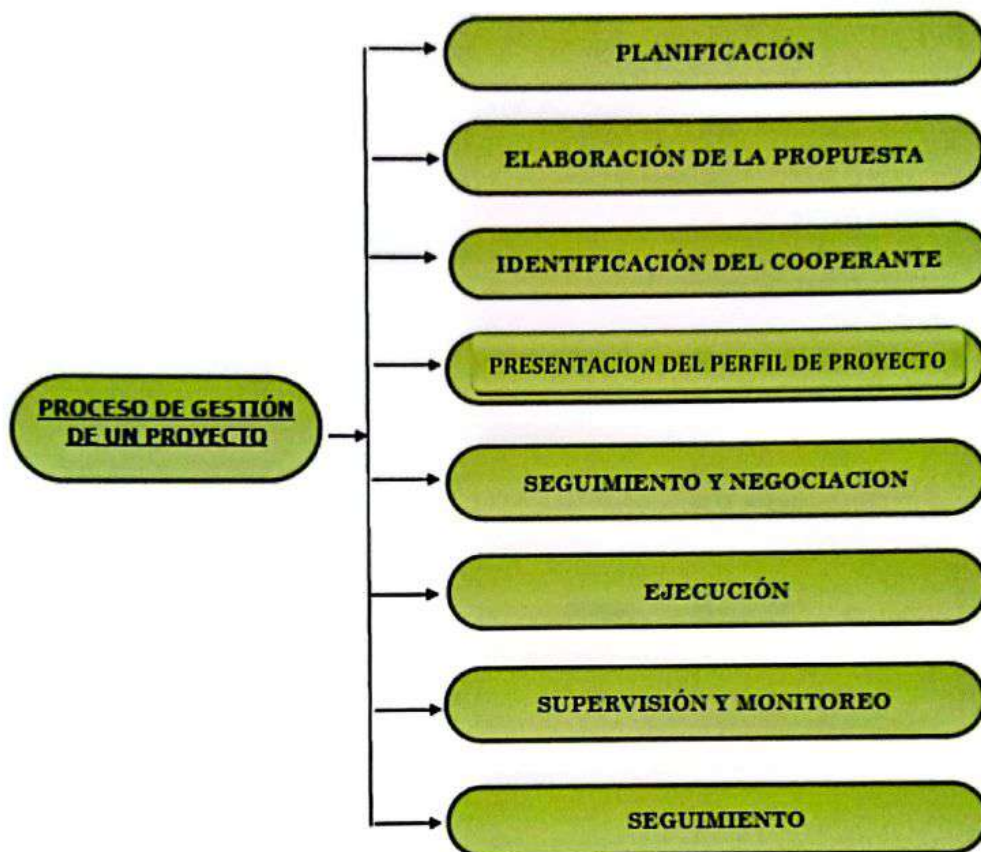 PLANIFICACIÓN
ELABORACIÓN DE LA PROPUESTA
IDENTIFICACIÓN DEL COOPERANTE
PRESENTACION DEL PERFIL DE PROYECTO
PROCESO DE GESTIÓN
DE UN PROYECTO
SEGUIMIENTO Y NEGOCIACION
EJECUCIÓN
SUPERVISIÓN Y MONITOREO
SEGUIMIENTO